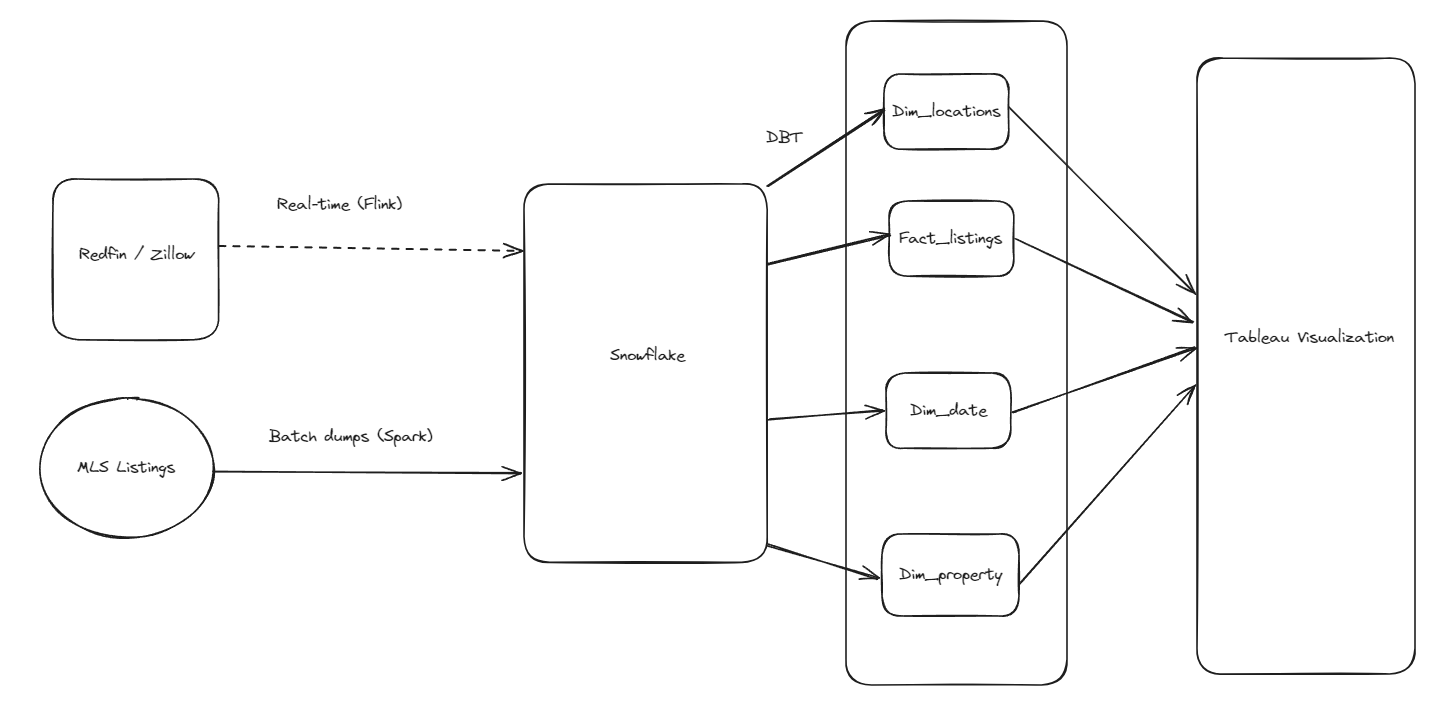 Redfin / Zillow
Real-time (Flink)
MLS Listings
Batch dumps (Spark)
Snowflake
DBT
Dim_locations
Fact_listings
Dim_date
Dim_property
Tableau Visualization